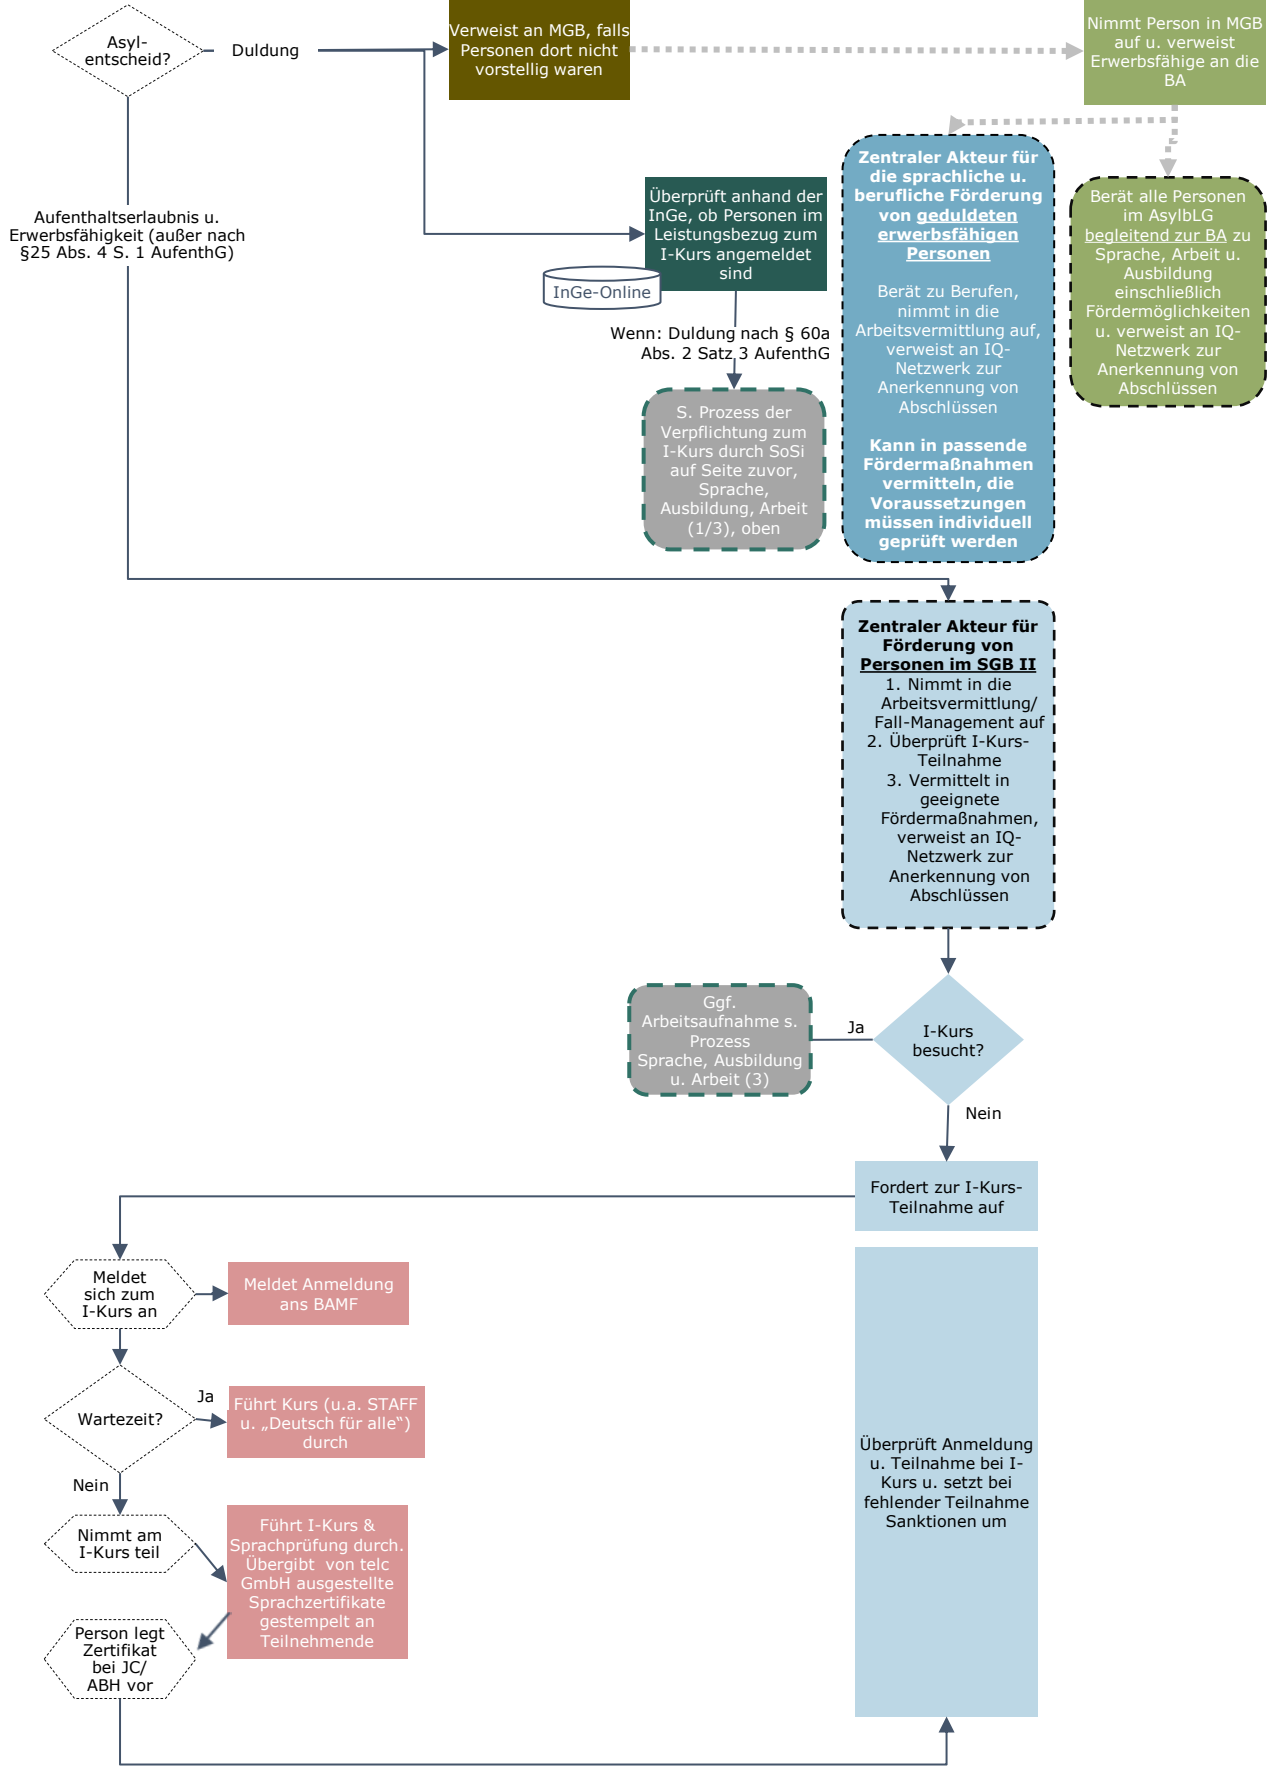 Asyl-
entscheid?
Duldung
Verweist an MGB, falls
Personen dort nicht
vorstellig waren
Nimmt Person in MGB
auf u. verweist
Erwerbsfähige an die
BA
Aufenthaltserlaubnis u.
Erwerbsfähigkeit (außer nach
§25 Abs. 4 S. 1 AufenthG)
Überprüft anhand der
InGe, ob Personen im
Leistungsbezug zum
I-Kurs angemeldet
sind
InGe-Online
Wenn: Duldung nach § 60a
Abs. 2 Satz 3 AufenthG
S. Prozess der
Verpflichtung zum
I-Kurs durch SoSi
auf Seite zuvor,
Sprache,
Ausbildung, Arbeit
(1/3), oben
Zentraler Akteur für
die sprachliche u.
berufliche Förderung
von geduldeten
erwerbsfähigen
Personen
Berät zu Berufen,
nimmt in die
Arbeitsvermittlung auf,
verweist an IQ-
Netzwerk zur
Anerkennung von
Abschlüssen
Kann in passende
Fördermaßnahmen
vermitteln, die
Voraussetzungen
müssen individuell
geprüft werden
Berät alle Personen
im AsylbLG
begleitend zur BA zu
Sprache, Arbeit u.
Ausbildung
einschließlich
Fördermöglichkeiten
u. verweist an IQ-
Netzwerk zur
Anerkennung von
Abschlüssen
Zentraler Akteur für
Förderung von
Personen im SGB II
1. Nimmt in die
Arbeitsvermittlung/
Fall-Management auf
2. Überprüft I-Kurs-
Teilnahme
3. Vermittelt in
geeignete
Fördermaßnahmen,
verweist an IQ-
Netzwerk zur
Anerkennung von
Abschlüssen
Ggf.
Arbeitsaufnahme s.
Prozess
Sprache, Ausbildung
u. Arbeit (3)
Ja
I-Kurs
besucht?
Nein
Fordert zur I-Kurs-
Teilnahme auf
Meldet
sich zum
I-Kurs an
Meldet Anmeldung
ans BAMF
Wartezeit?
Ja
Führt Kurs (u.a. STAFF
u. „Deutsch für alle“)
durch
Nein
Nimmt am
I-Kurs teil
Führt I-Kurs &
Sprachprüfung durch.
Übergibt von telc
GmbH ausgestellte
Sprachzertifikate
gestempelt an
Teilnehmende
Person legt
Zertifikat
bei JC/
ABH vor
Überprüft Anmeldung
u. Teilnahme bei I-
Kurs u. setzt bei
fehlender Teilnahme
Sanktionen um